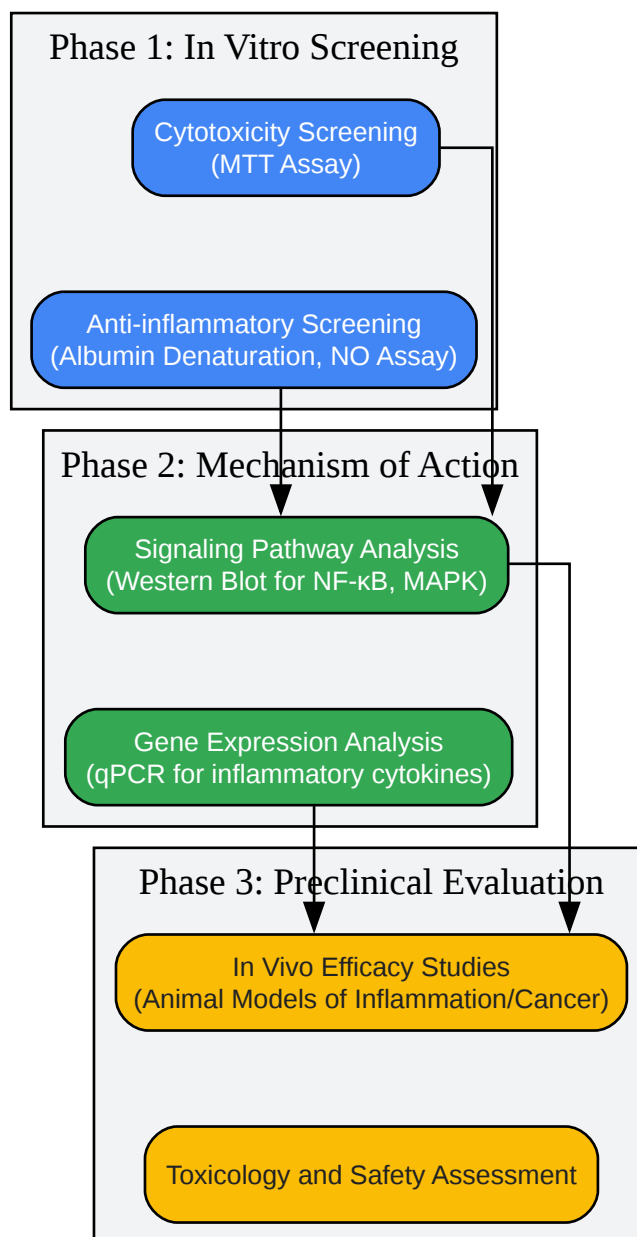 Phase 1: In Vitro Screening
Cytotoxicity Screening
(MTT Assay)
Anti-inflammatory Screening
(Albumin Denaturation, NO Assay)
Phase 2: Mechanism of Action
Signaling Pathway Analysis
(Western Blot for NF-κB, MAPK)
Gene Expression Analysis
(qPCR for inflammatory cytokines)
Phase 3: Preclinical Evaluation
In Vivo Efficacy Studies
(Animal Models of Inflammation/Cancer)
Toxicology and Safety Assessment